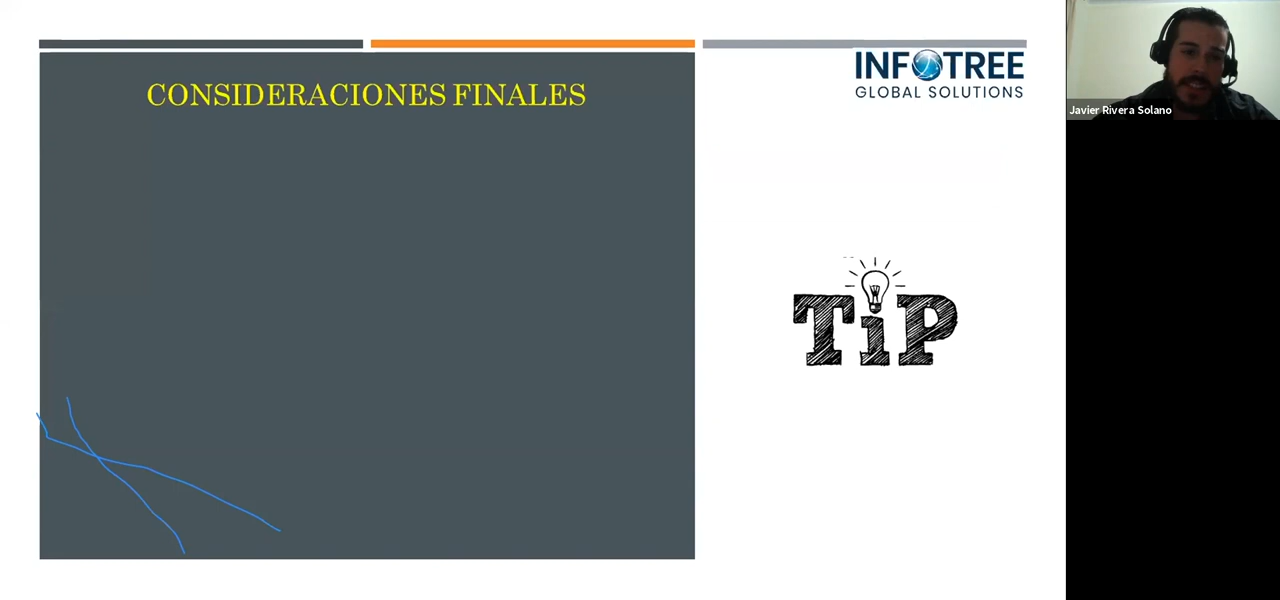 CONSIDERACIONES FINALES
INFOTREE
GLOBAL SOLUTIONS
Javier Rivera Solano
TiP